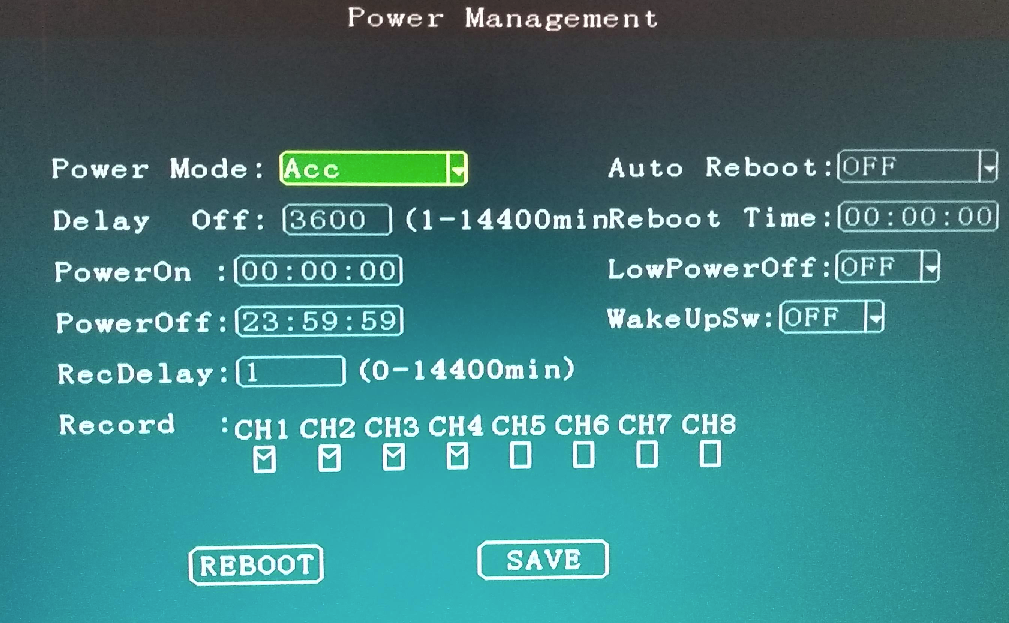 Power Management
Power Mode: Acc Auto Reboot: OFF
Delay Off: 3600 (1-14400min Reboot Time: 00:00:00
PowerOn : 00:00:00 LowPowerOff: OFF
PowerOff: 23:59:59 WakeUpSw: OFF
RecDelay: 1 (0-14400min)
Record : CH1 CH2 CH3 CH4 CH5 CH6 CH7 CH8
REBOOT SAVE